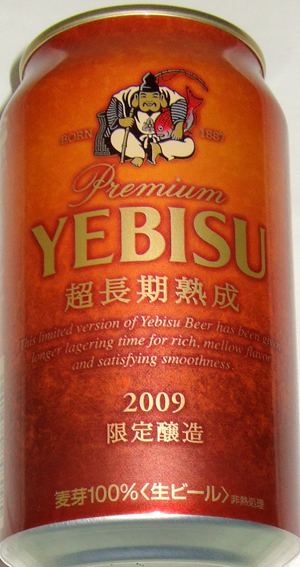 BORN 1887
Premium
YEBISU
超長期熟成
This limited version of Yebisu Beer has been given
longer lagering time for rich, mellow flavor
and satisfying smoothness.
2009
限定醸造
麦芽100%〈生ビール〉非熱処理